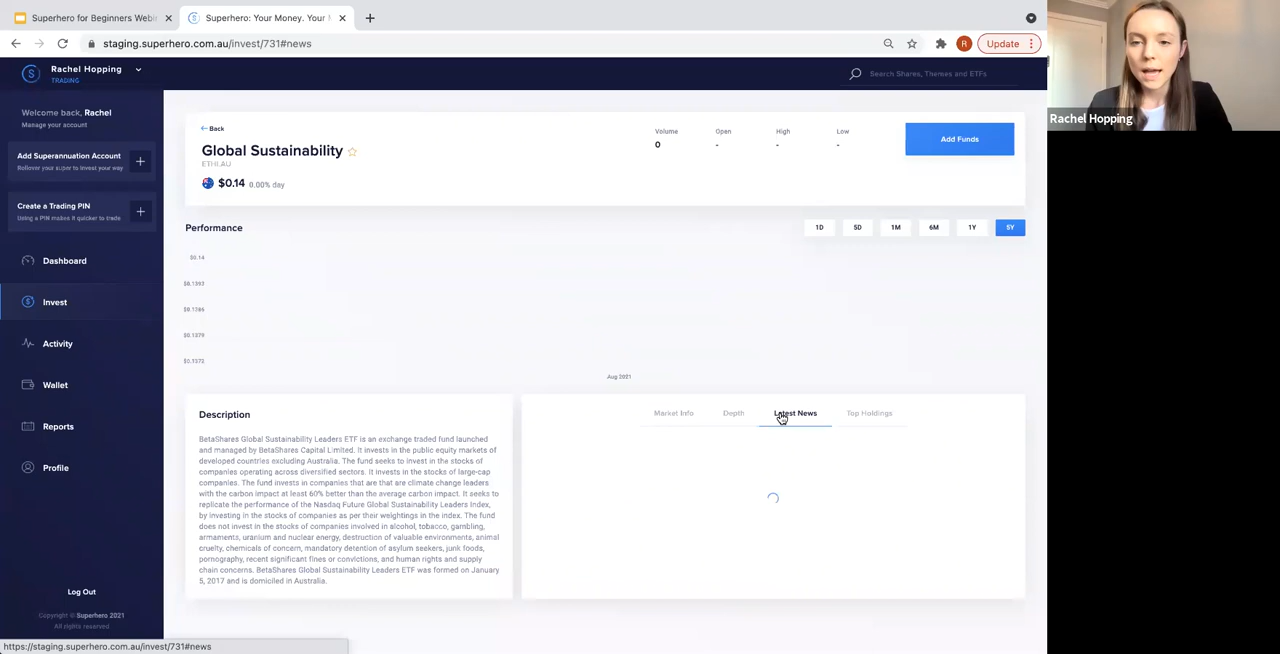 Superhero for Beginners Webi
Superhero: Your Money. Your
staging.superhero.com.au/invest/731#news
R
Update
Rachel Hopping
TRADING
Search Shares, Themes and ETFs
Rachel Hopping
Welcome back, Rachel
Manage your account
Add Superannuation Account
Rollover your super to invest your way
Create a Trading PIN
Using a PIN makes it quicker to trade
Dashboard
Invest
Activity
Wallet
Reports
Profile
Log Out
Copyright © Superhero 2021
All rights reserved
Back
Global Sustainability
ETHI.AU
$0.14 0.00% day
Volume Open High Low
0 - - -
Add Funds
Performance
1D 5D 1M 6M 1Y 5Y
$0.14
$0.1393
$0.1386
$0.1379
$0.1373
Aug 2021
Description
BetaShares Global Sustainability Leaders ETF is an exchange traded fund launched
and managed by BetaShares Capital Limited. It invests in the public equity markets of
developed countries excluding Australia. The fund seeks to invest in the stocks of
companies operating across diversified sectors. It invests in the stocks of large-cap
companies. The fund invests in companies that are that are climate change leaders
with the carbon impact at least 60% better than the average carbon impact. It seeks to
replicate the performance of the Nasdaq Future Global Sustainability Leaders Index,
by investing in the stocks of companies as per their weightings in the index. The fund
does not invest in the stocks of companies involved in alcohol, tobacco, gambling,
armaments, uranium and nuclear energy, destruction of valuable environments, animal
cruelty, chemicals of concern, mandatory detention of asylum seekers, junk foods,
pornography, recent significant fines or convictions, and human rights and supply
chain concerns. BetaShares Global Sustainability Leaders ETF was formed on January
5, 2017 and is domiciled in Australia.
Market Info Depth Latest News Top Holdings
https://staging.superhero.com.au/invest/731#news